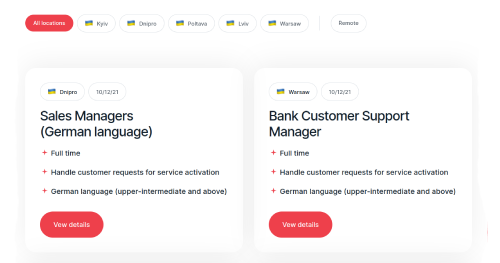 All locations Kyiv Dnipro Poltava Lviv Warsaw Remote
Dnipro 10/12/21
Sales Managers
(German language)
Full time
Handle customer requests for service activation
German language (upper-intermediate and above)
Vew details
Warsaw 10/12/21
Bank Customer Support
Manager
Full time
Handle customer requests for service activation
German language (upper-intermediate and above)
Vew details